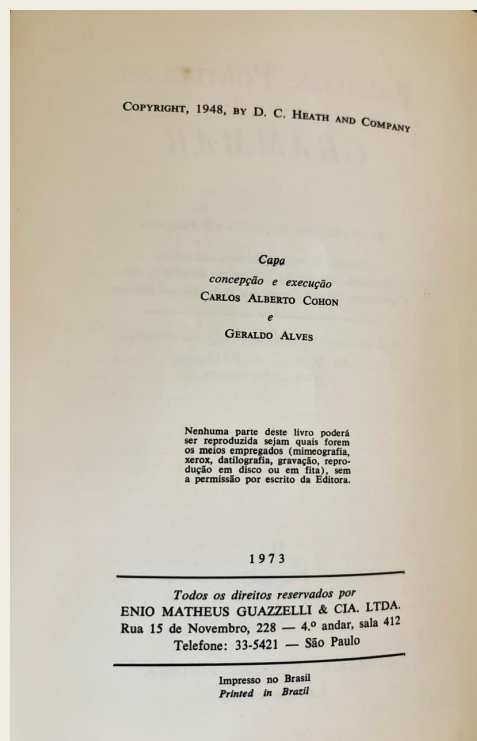 COPYRIGHT, 1948, BY D. C. HEATH AND COMPANY
Capa
concepção e execução
CARLOS ALBERTO COHON
e
GERALDO ALVES
Nenhuma parte deste livro poderá
ser reproduzida sejam quais forem
os meios empregados (mimeografia,
xerox, datilografia, gravação, repro-
dução em disco ou em fita), sem
a permissão por escrito da Editora.
1973
Todos os direitos reservados por
ENIO MATHEUS GUAZZELLI & CIA. LTDA.
Rua 15 de Novembro, 228 — 4.º andar, sala 412
Telefone: 33-5421 — São Paulo
Impresso no Brasil
Printed in Brazil